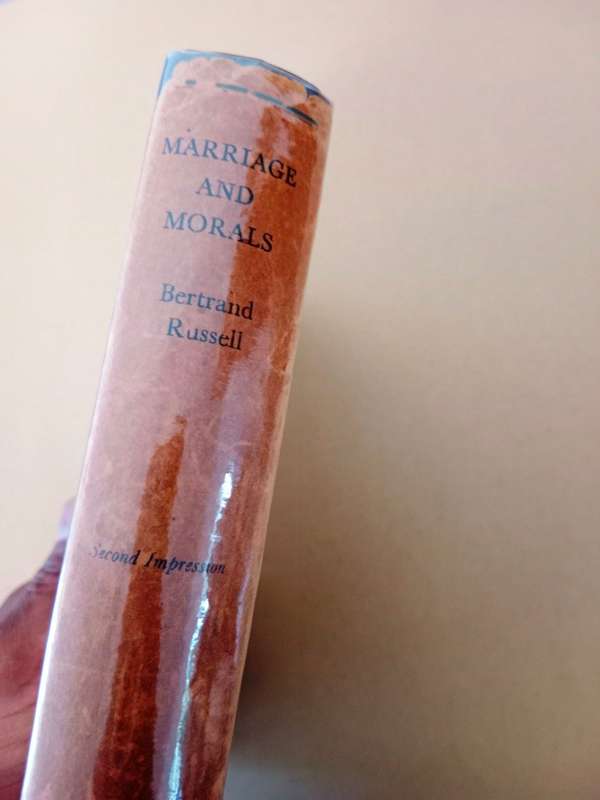 MARRIAGE
AND
MORALS
Bertrand
Russell
Second Impression